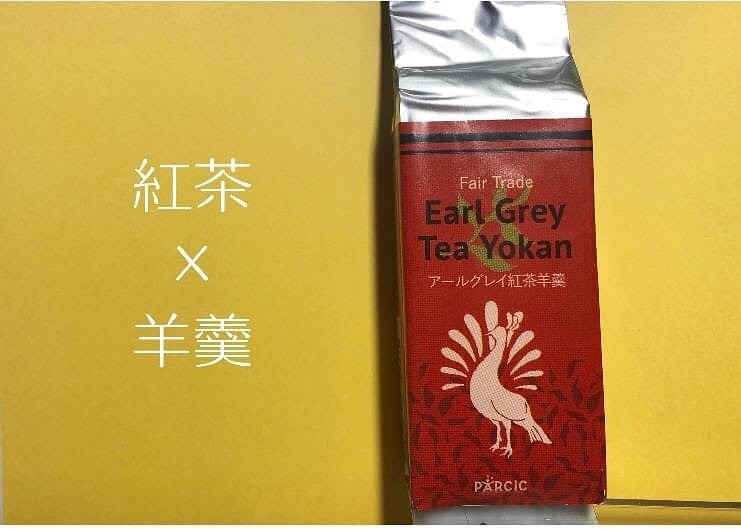 紅茶
×
羊羹
Fair Trade
Earl Grey
Tea Yokan
アールグレイ紅茶羊羹
PARCIC